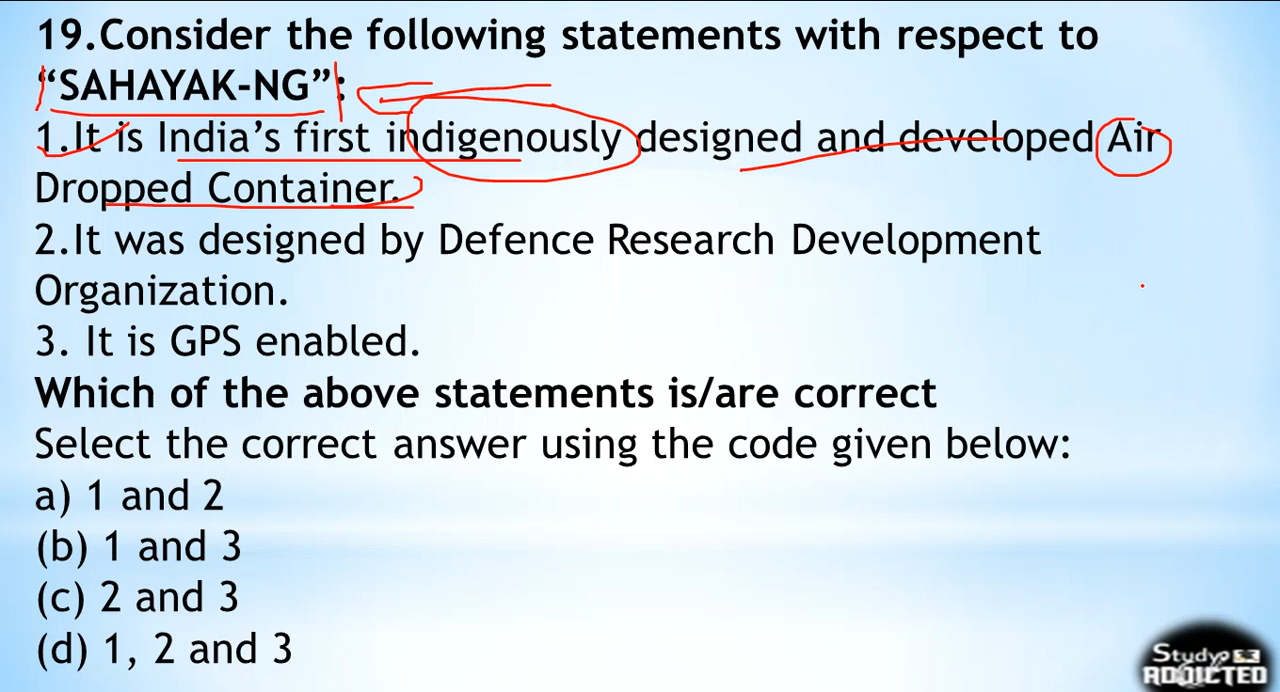 19.Consider the following statements with respect to
“SAHAYAK-NG”:
1.It is India’s first indigenously designed and developed Air
Dropped Container.
2.It was designed by Defence Research Development
Organization.
3. It is GPS enabled.
Which of the above statements is/are correct
Select the correct answer using the code given below:
a) 1 and 2
(b) 1 and 3
(c) 2 and 3
(d) 1, 2 and 3
Study
ADDICTED